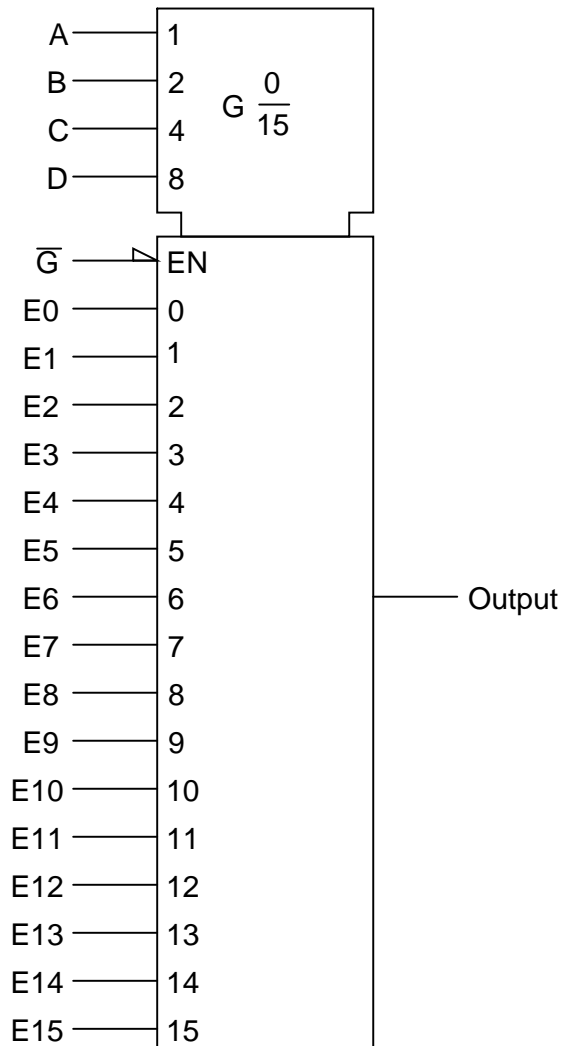 A 1
B 2
G 0/15
C 4
D 8
G̅ EN
E0 0
E1 1
E2 2
E3 3
E4 4
E5 5
E6 6 Output
E7 7
E8 8
E9 9
E10 10
E11 11
E12 12
E13 13
E14 14
E15 15